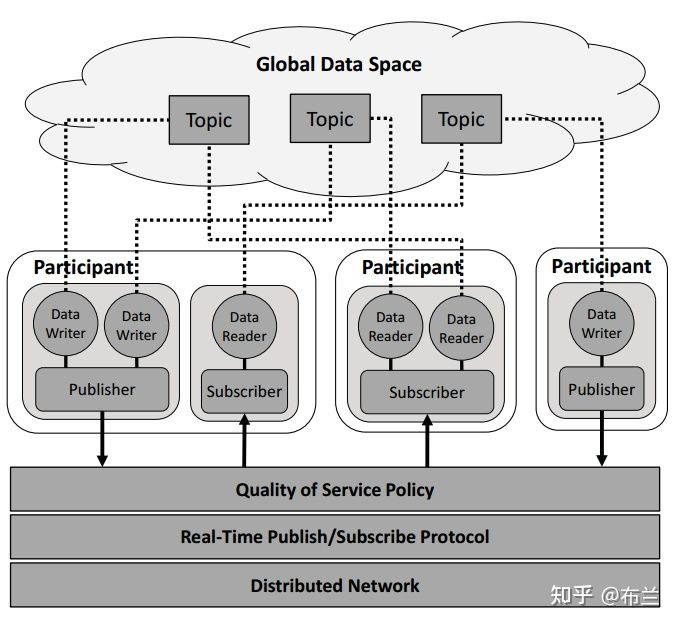 Global Data Space
Topic
Topic
Topic
Participant
Participant
Participant
Data
Writer
Data
Writer
Data
Reader
Data
Reader
Data
Reader
Data
Writer
Publisher
Subscriber
Subscriber
Publisher
Quality of Service Policy
Real-Time Publish/Subscribe Protocol
Distributed Network
知乎 @布兰